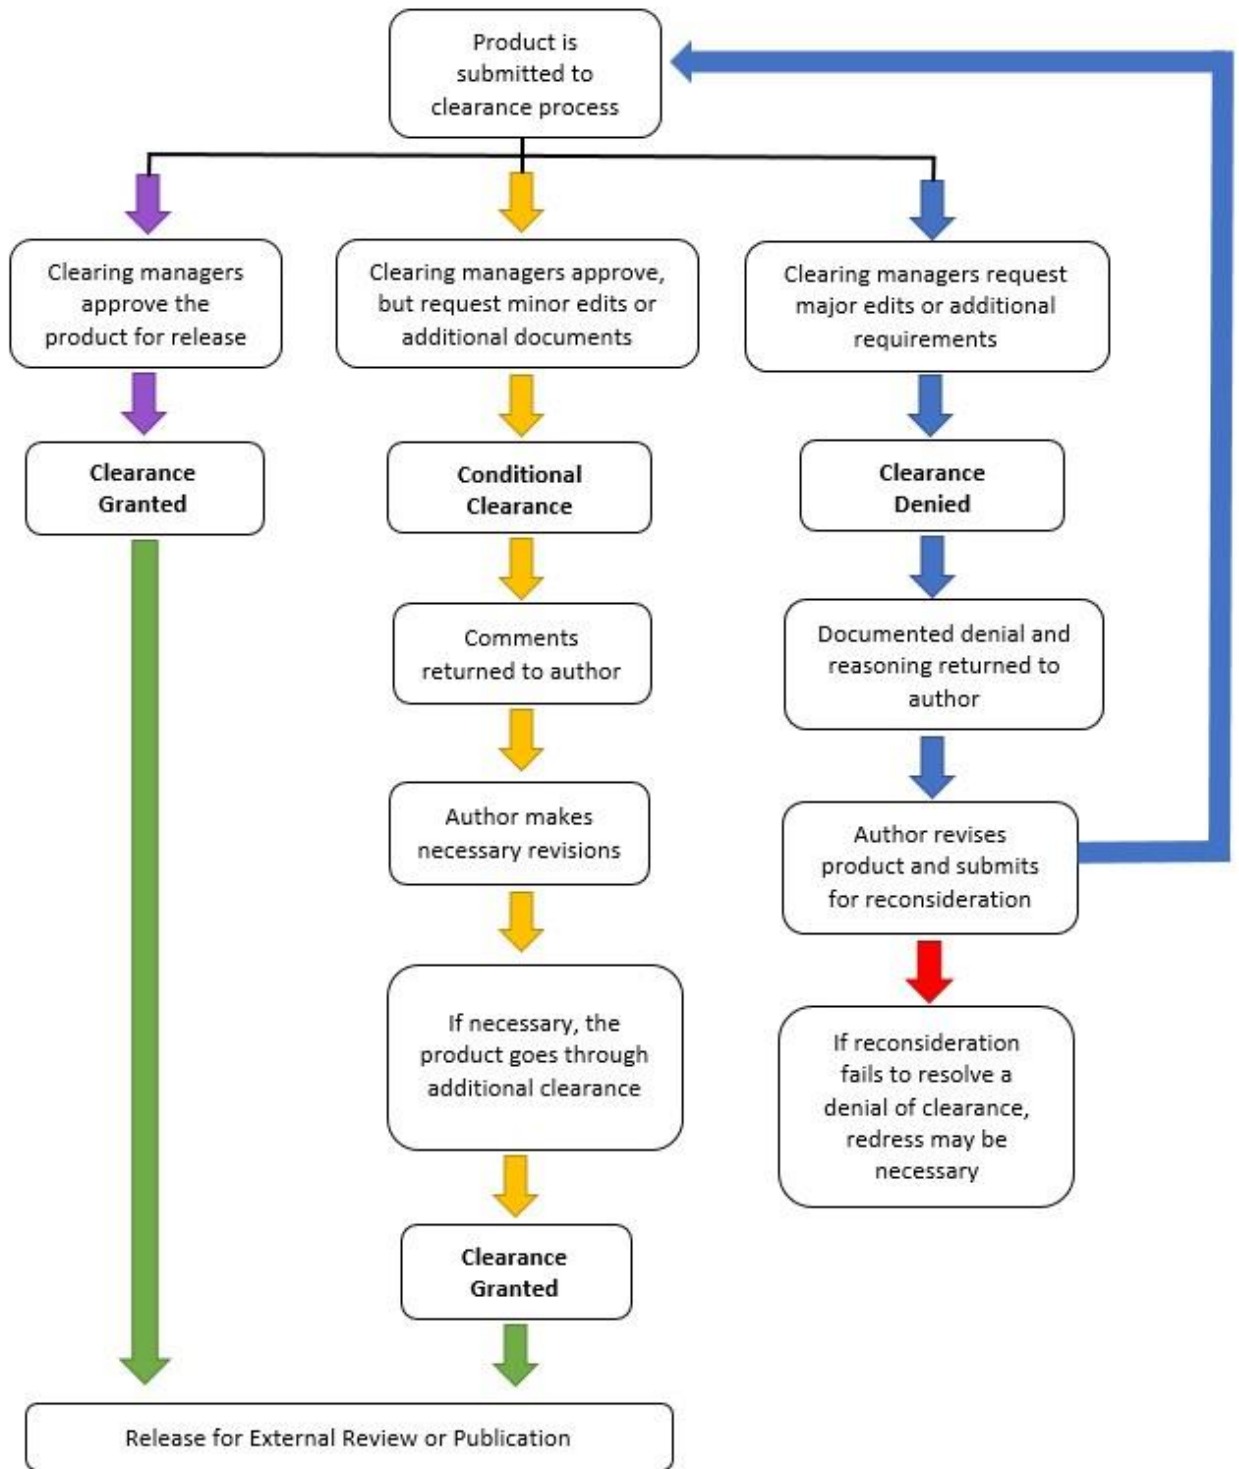 Product is
submitted to
clearance process
Clearing managers
approve the
product for release
Clearing managers approve,
but request minor edits or
additional documents
Clearing managers request
major edits or additional
requirements
Clearance
Granted
Conditional
Clearance
Clearance
Denied
Comments
returned to author
Documented denial and
reasoning returned to
author
Author makes
necessary revisions
Author revises
product and submits
for reconsideration
If necessary, the
product goes through
additional clearance
If reconsideration
fails to resolve a
denial of clearance,
redress may be
necessary
Clearance
Granted
Release for External Review or Publication